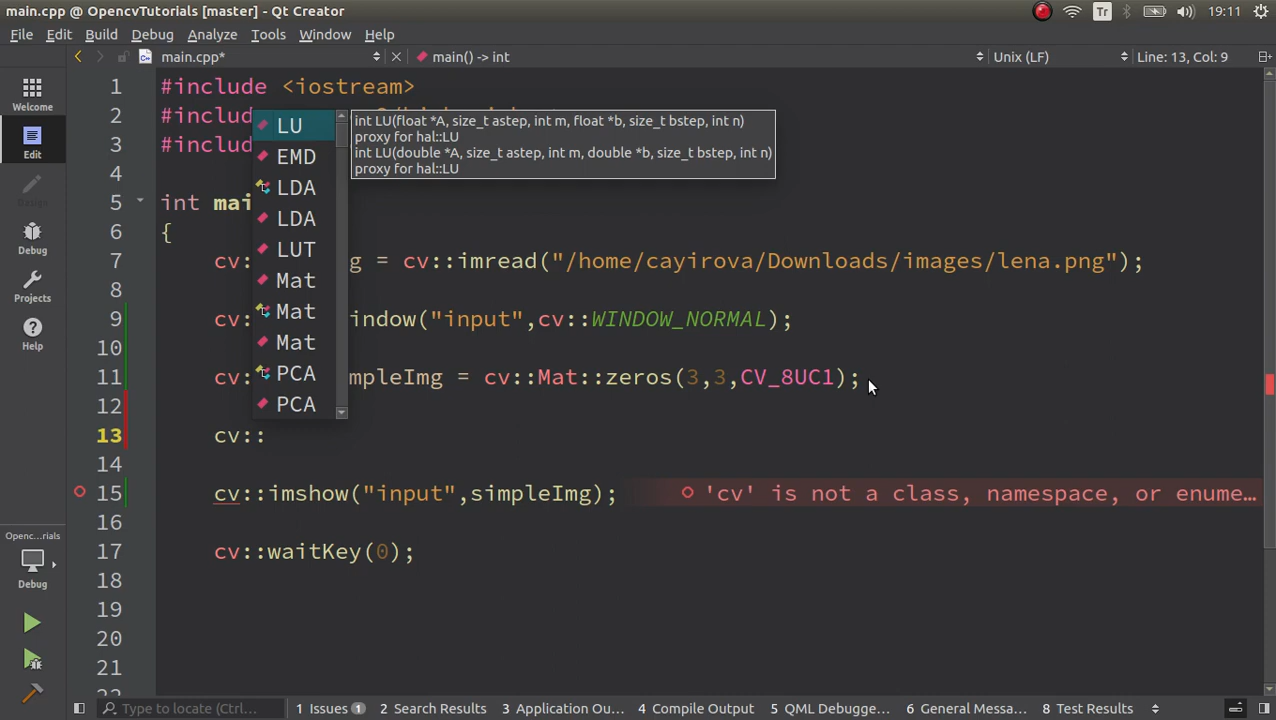 main.cpp @ OpencvTutorials [master] - Qt Creator
Tr
19:11
File Edit Build Debug Analyze Tools Window Help
main.cpp*
main() -> int
Unix (LF)
Line: 13, Col: 9
Welcome
Edit
Design
Debug
Projects
Help
Openc...rials
Debug
1 #include <iostream>
2 #include
3 #include
4
5 int mai
6 {
7 cv: g = cv::imread("/home/cayirova/Downloads/images/lena.png");
8
9 cv: indow("input",cv::WINDOW_NORMAL);
10
11 cv: mpleImg = cv::Mat::zeros(3,3,CV_8UC1);
12
13 cv::
14
15 cv::imshow("input",simpleImg); 'cv' is not a class, namespace, or enume…
16
17 cv::waitKey(0);
18
19
20
21
LU
EMD
LDA
LDA
LUT
Mat
Mat
Mat
PCA
PCA
int LU(float *A, size_t astep, int m, float *b, size_t bstep, int n)
proxy for hal::LU
int LU(double *A, size_t astep, int m, double *b, size_t bstep, int n)
proxy for hal::LU
Type to locate (Ctrl...
1 Issues 1
2 Search Results
3 Application Ou...
4 Compile Output
5 QML Debugge...
6 General Messa...
8 Test Results